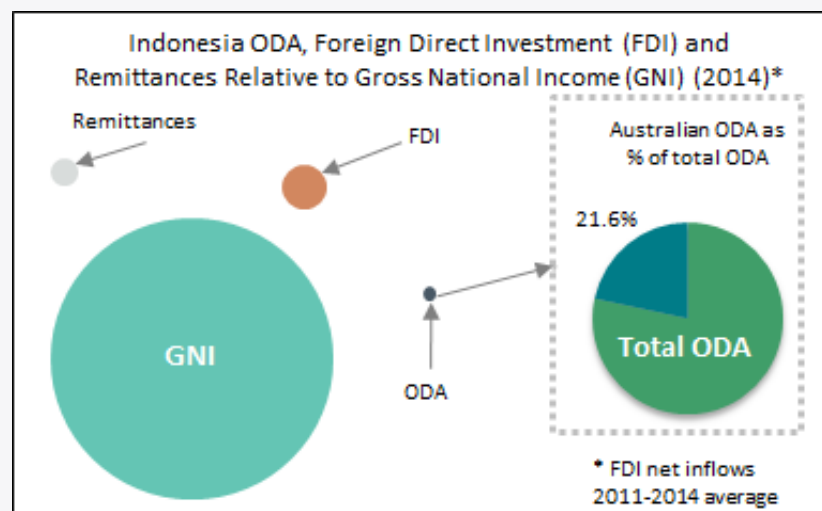 Indonesia ODA, Foreign Direct Investment (FDI) and
Remittances Relative to Gross National Income (GNI) (2014)*
Remittances
FDI
Australian ODA as
% of total ODA
21.6%
GNI
Total ODA
ODA
* FDI net inflows
2011-2014 average